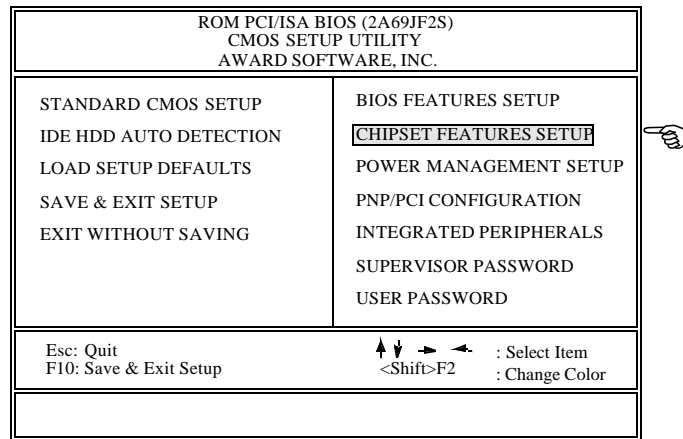 ROM PCI/ISA BIOS (2A69JF2S)
CMOS SETUP UTILITY
AWARD SOFTWARE, INC.
STANDARD CMOS SETUP
IDE HDD AUTO DETECTION
LOAD SETUP DEFAULTS
SAVE & EXIT SETUP
EXIT WITHOUT SAVING
BIOS FEATURES SETUP
CHIPSET FEATURES SETUP
POWER MANAGEMENT SETUP
PNP/PCI CONFIGURATION
INTEGRATED PERIPHERALS
SUPERVISOR PASSWORD
USER PASSWORD
Esc: Quit
F10: Save & Exit Setup
: Select Item
<Shift>F2 : Change Color